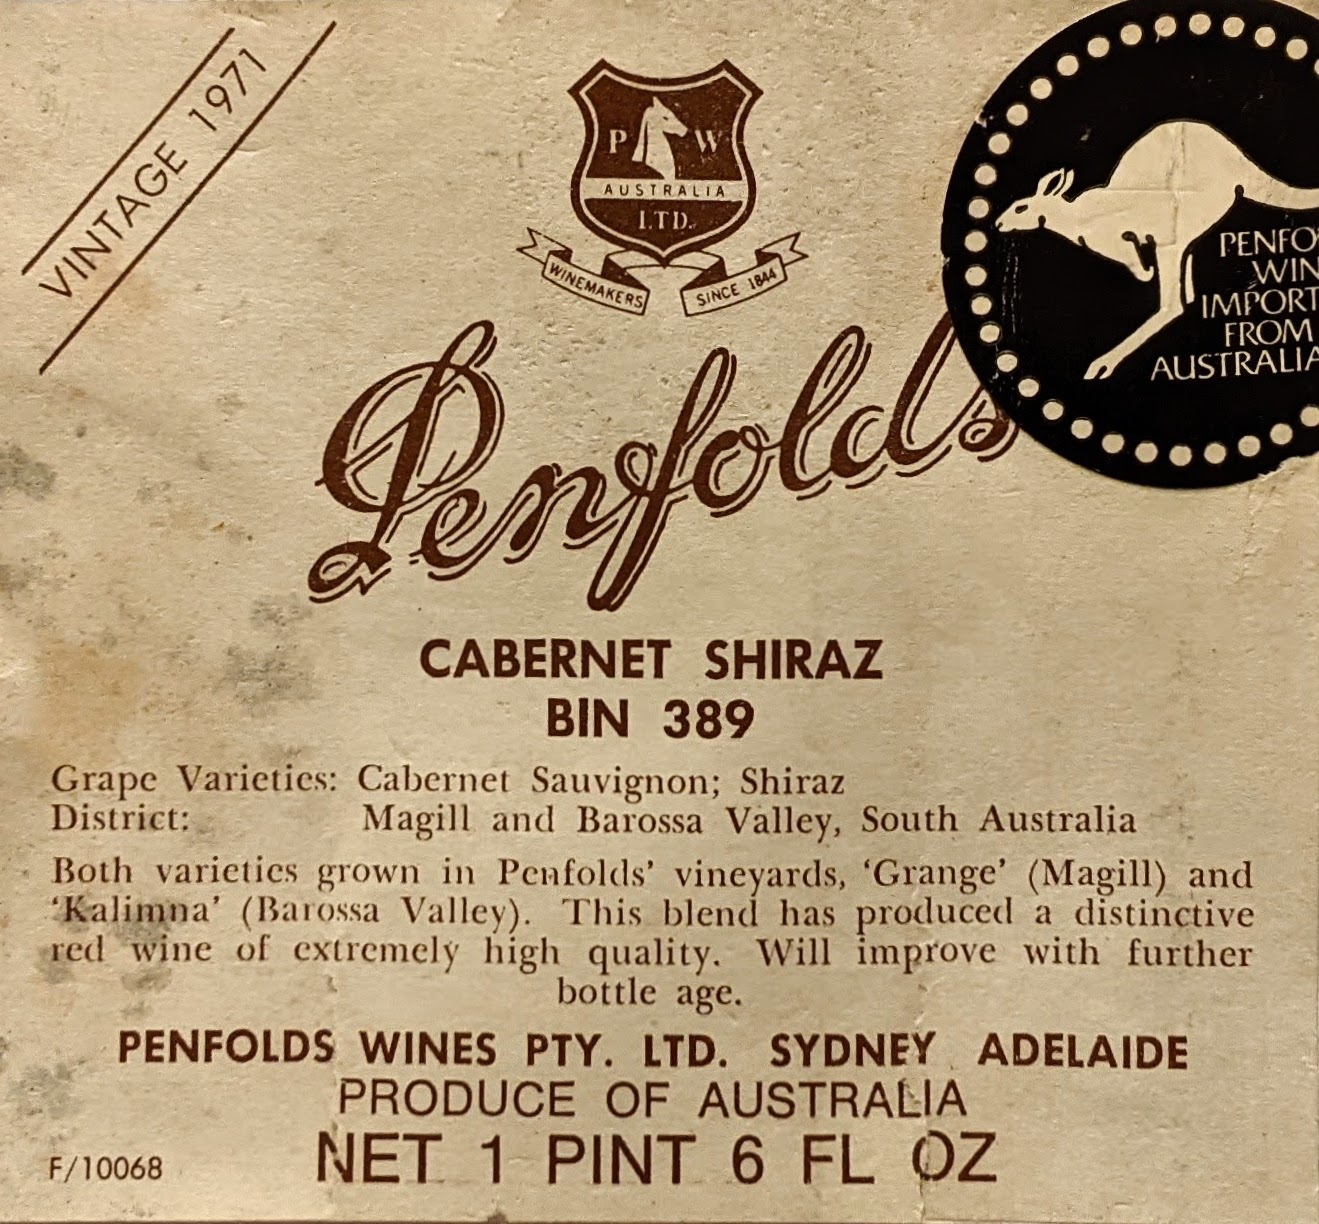 VINTAGE 1971
P W
AUSTRALIA
LTD.
WINEMAKERS SINCE 1844
PENFO
WIN
IMPORT
FROM
AUSTRALIA
Penfolds
CABERNET SHIRAZ
BIN 389
Grape Varieties: Cabernet Sauvignon; Shiraz
District: Magill and Barossa Valley, South Australia
Both varieties grown in Penfolds' vineyards, 'Grange' (Magill) and
'Kalimna' (Barossa Valley). This blend has produced a distinctive
red wine of extremely high quality. Will improve with further
bottle age.
PENFOLDS WINES PTY. LTD. SYDNEY ADELAIDE
PRODUCE OF AUSTRALIA
F/10068 NET 1 PINT 6 FL OZ